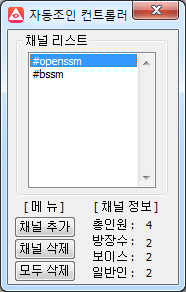 자동조인 컨트롤러
채널 리스트
#openssm
#bssm
[메뉴]
채널 추가
채널 삭제
모두 삭제
[채널 정보]
총인원: 4
방장수: 2
보이스: 2
일반인: 2